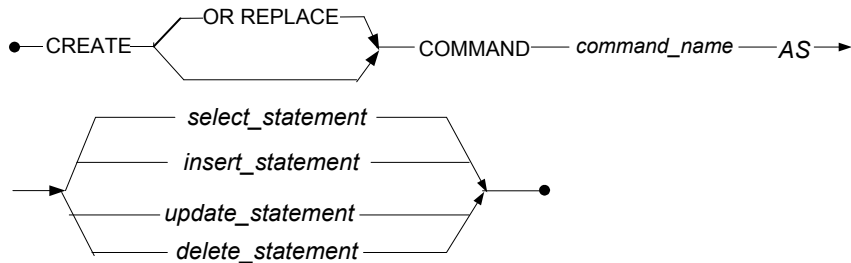 OR REPLACE
CREATE COMMAND command_name AS
select_statement
insert_statement
update_statement
delete_statement